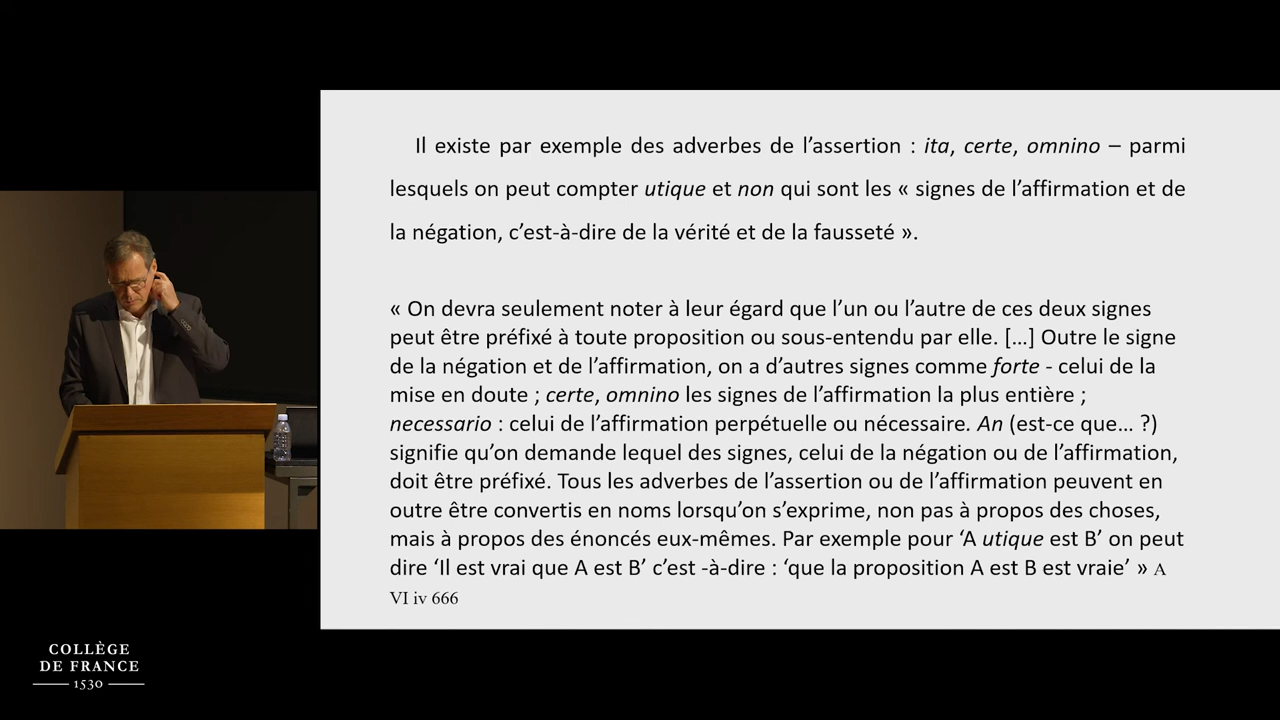 Il existe par exemple des adverbes de l’assertion : ita, certe, omnino – parmi
lesquels on peut compter utique et non qui sont les « signes de l’affirmation et de
la négation, c’est-à-dire de la vérité et de la fausseté ».
« On devra seulement noter à leur égard que l’un ou l’autre de ces deux signes
peut être préfixé à toute proposition ou sous-entendu par elle. […] Outre le signe
de la négation et de l’affirmation, on a d’autres signes comme forte - celui de la
mise en doute ; certe, omnino les signes de l’affirmation la plus entière ;
necessario : celui de l’affirmation perpétuelle ou nécessaire. An (est-ce que… ?)
signifie qu’on demande lequel des signes, celui de la négation ou de l’affirmation,
doit être préfixé. Tous les adverbes de l’assertion ou de l’affirmation peuvent en
outre être convertis en noms lorsqu’on s’exprime, non pas à propos des choses,
mais à propos des énoncés eux-mêmes. Par exemple pour ‘A utique est B’ on peut
dire ‘Il est vrai que A est B’ c’est -à-dire : ‘que la proposition A est B est vraie’ » A
VI iv 666
COLLÈGE
DE FRANCE
1530